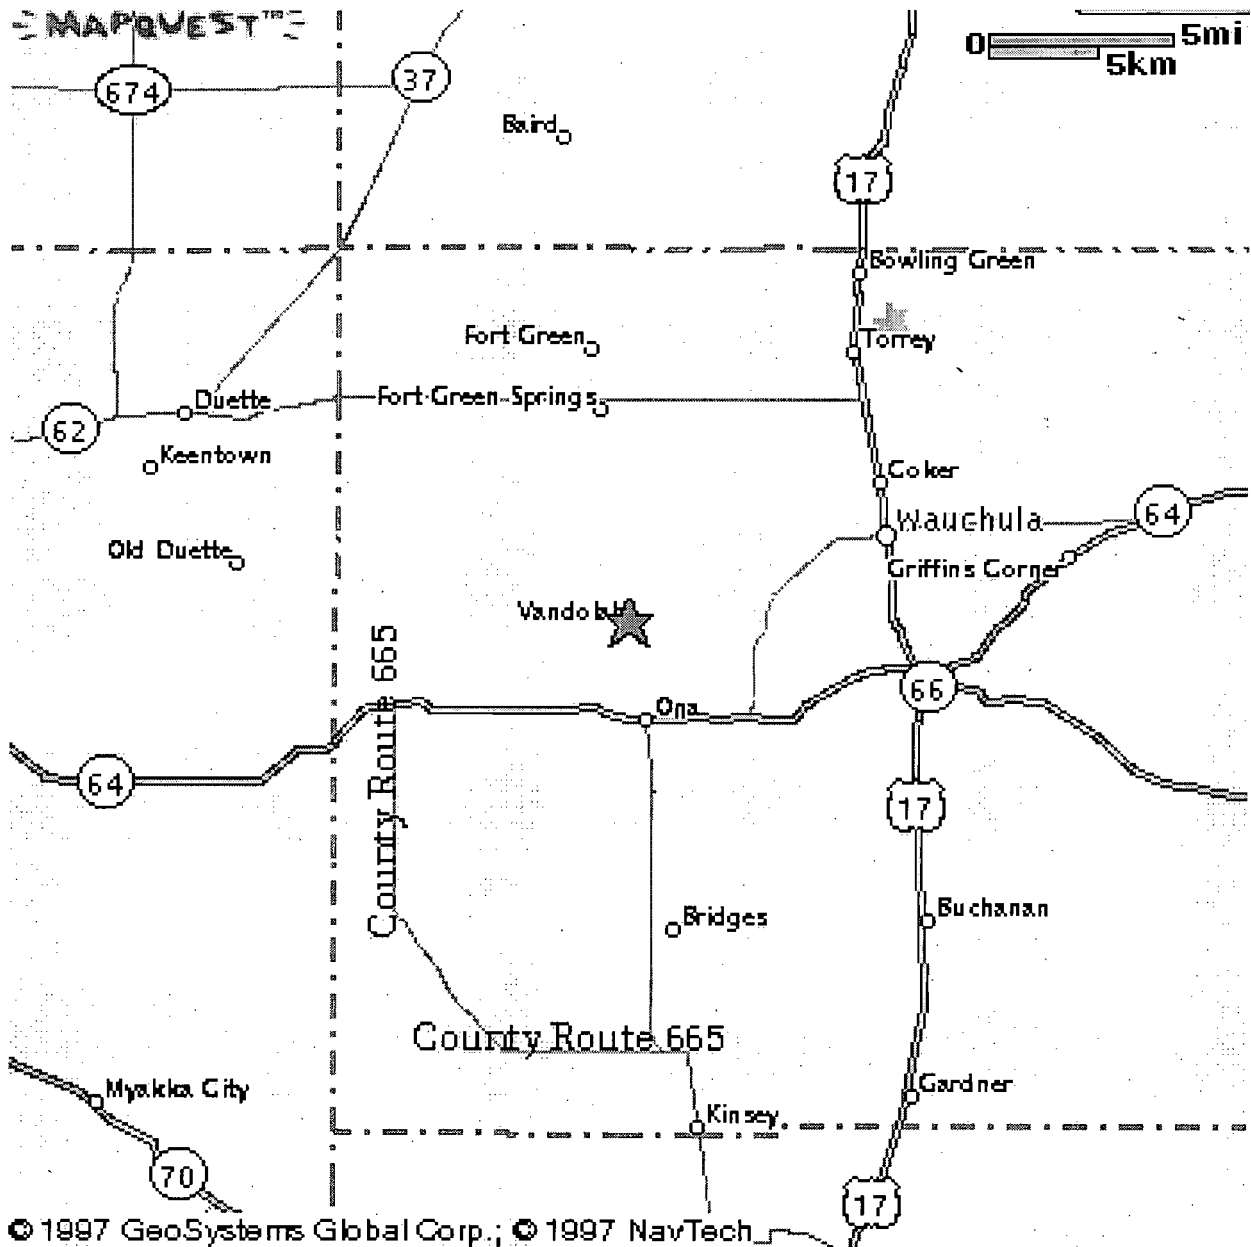 MAPQUEST™
0 5mi
5km
674
37
Baird
17
Bowling Green
Fort Green
Torrey
Duette
Fort Green Springs
62
Keentown
Coker
Wauchula
64
Old Duette
Griffins Corner
Vandolah
County Route 665
66
Ona
64
17
Bridges
Buchanan
County Route 665
Myakka City
Gardner
Kinsey
70
17
© 1997 GeoSystems Global Corp.; © 1997 NavTech